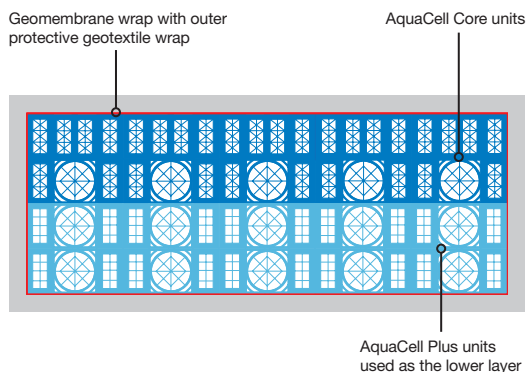 Geomembrane wrap with outer
protective geotextile wrap
AquaCell Core units
AquaCell Plus units
used as the lower layer